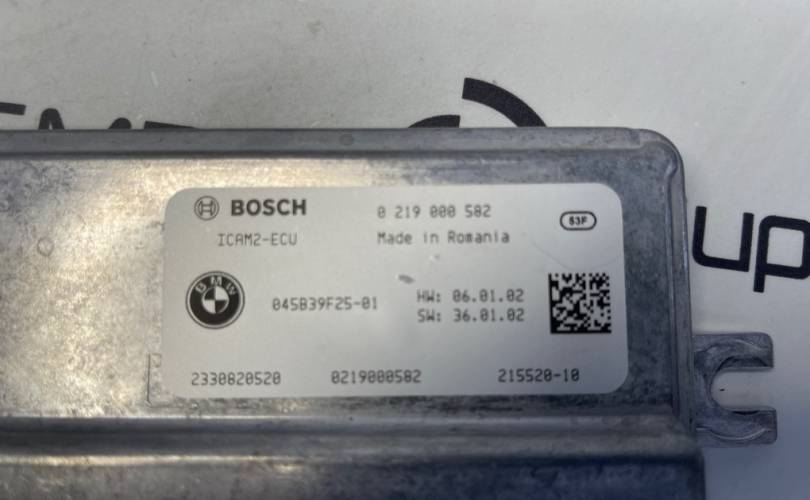 BOSCH
0 219 000 582
53F
ICAM2-ECU
Made in Romania
BMW
045B39F25-01
HW: 06.01.02
SW: 36.01.02
2330820520
0219000582
215520-10
up